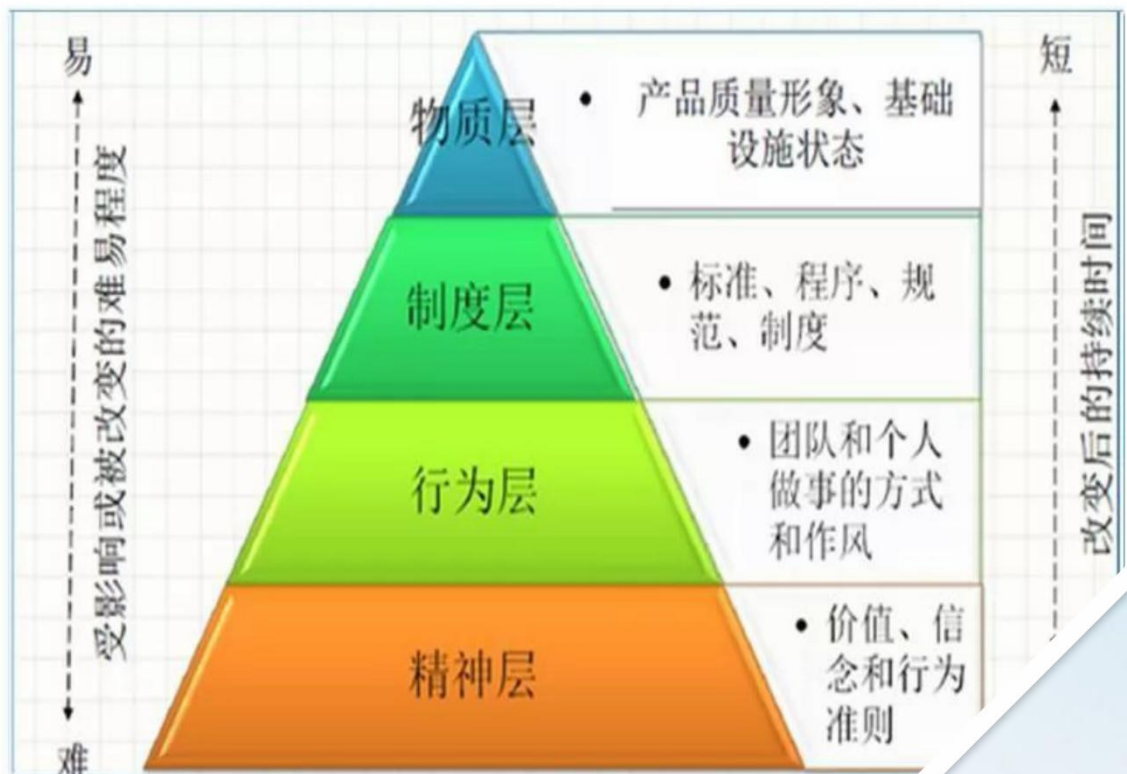 易
短
物质层
• 产品质量形象、基础
设施状态
受影响或被改变的难易程度
改变后的持续时间
制度层
• 标准、程序、规
范、制度
行为层
• 团队和个人
做事的方式
和作风
精神层
• 价值、信
念和行为
准则
难